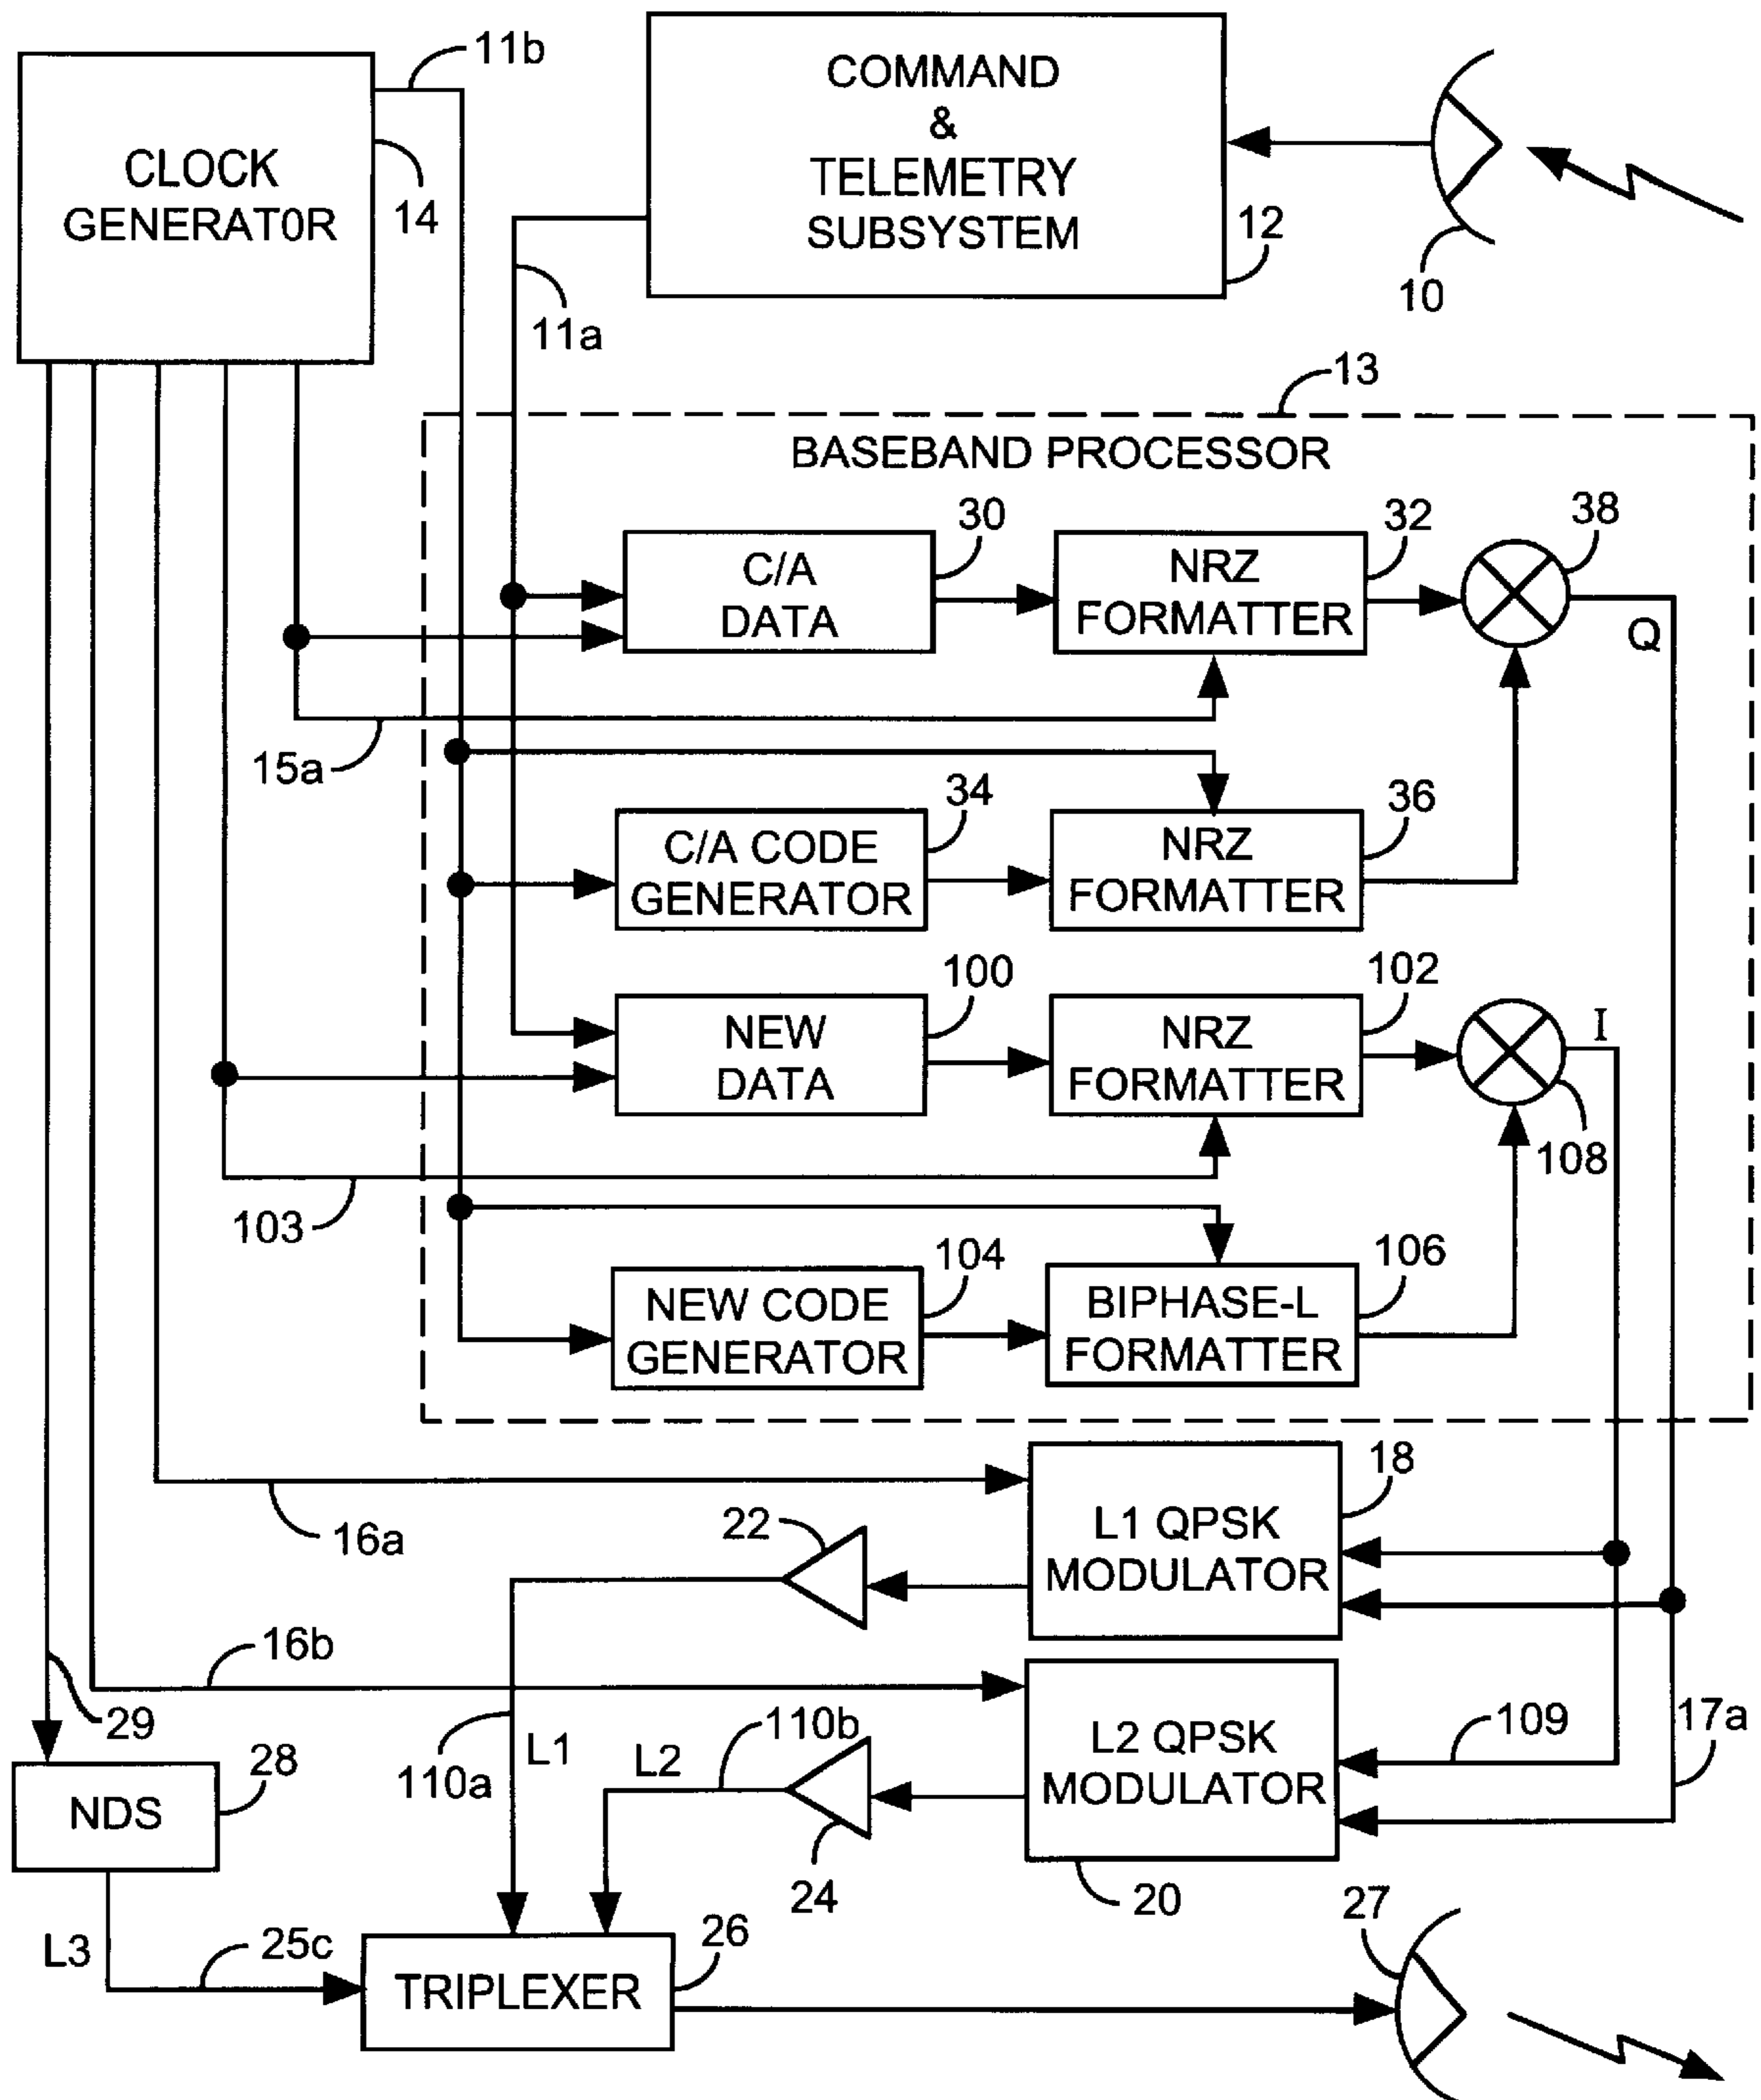 11b
COMMAND
&
TELEMETRY
SUBSYSTEM
CLOCK
GENERAT0R
14
12
10
11a
13
BASEBAND PROCESSOR
30
32
38
C/A
DATA
NRZ
FORMATTER
Q
15a
34
36
C/A CODE
GENERATOR
NRZ
FORMATTER
100
102
I
NEW
DATA
NRZ
FORMATTER
108
103
104
106
NEW CODE
GENERATOR
BIPHASE-L
FORMATTER
18
16a
22
L1 QPSK
MODULATOR
16b
29
110b
109
17a
L1
L2
110a
L2 QPSK
MODULATOR
28
NDS
24
20
27
L3
25c
26
TRIPLEXER